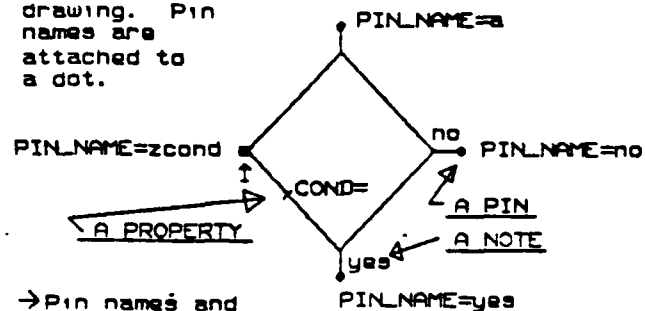 drawing. Pin
names are
attached to
a dot.
PIN_NAME=a
no
PIN_NAME=zcond
PIN_NAME=no
COND=
A PIN
A PROPERTY
A NOTE
yes
→Pin names and
PIN_NAME=yes